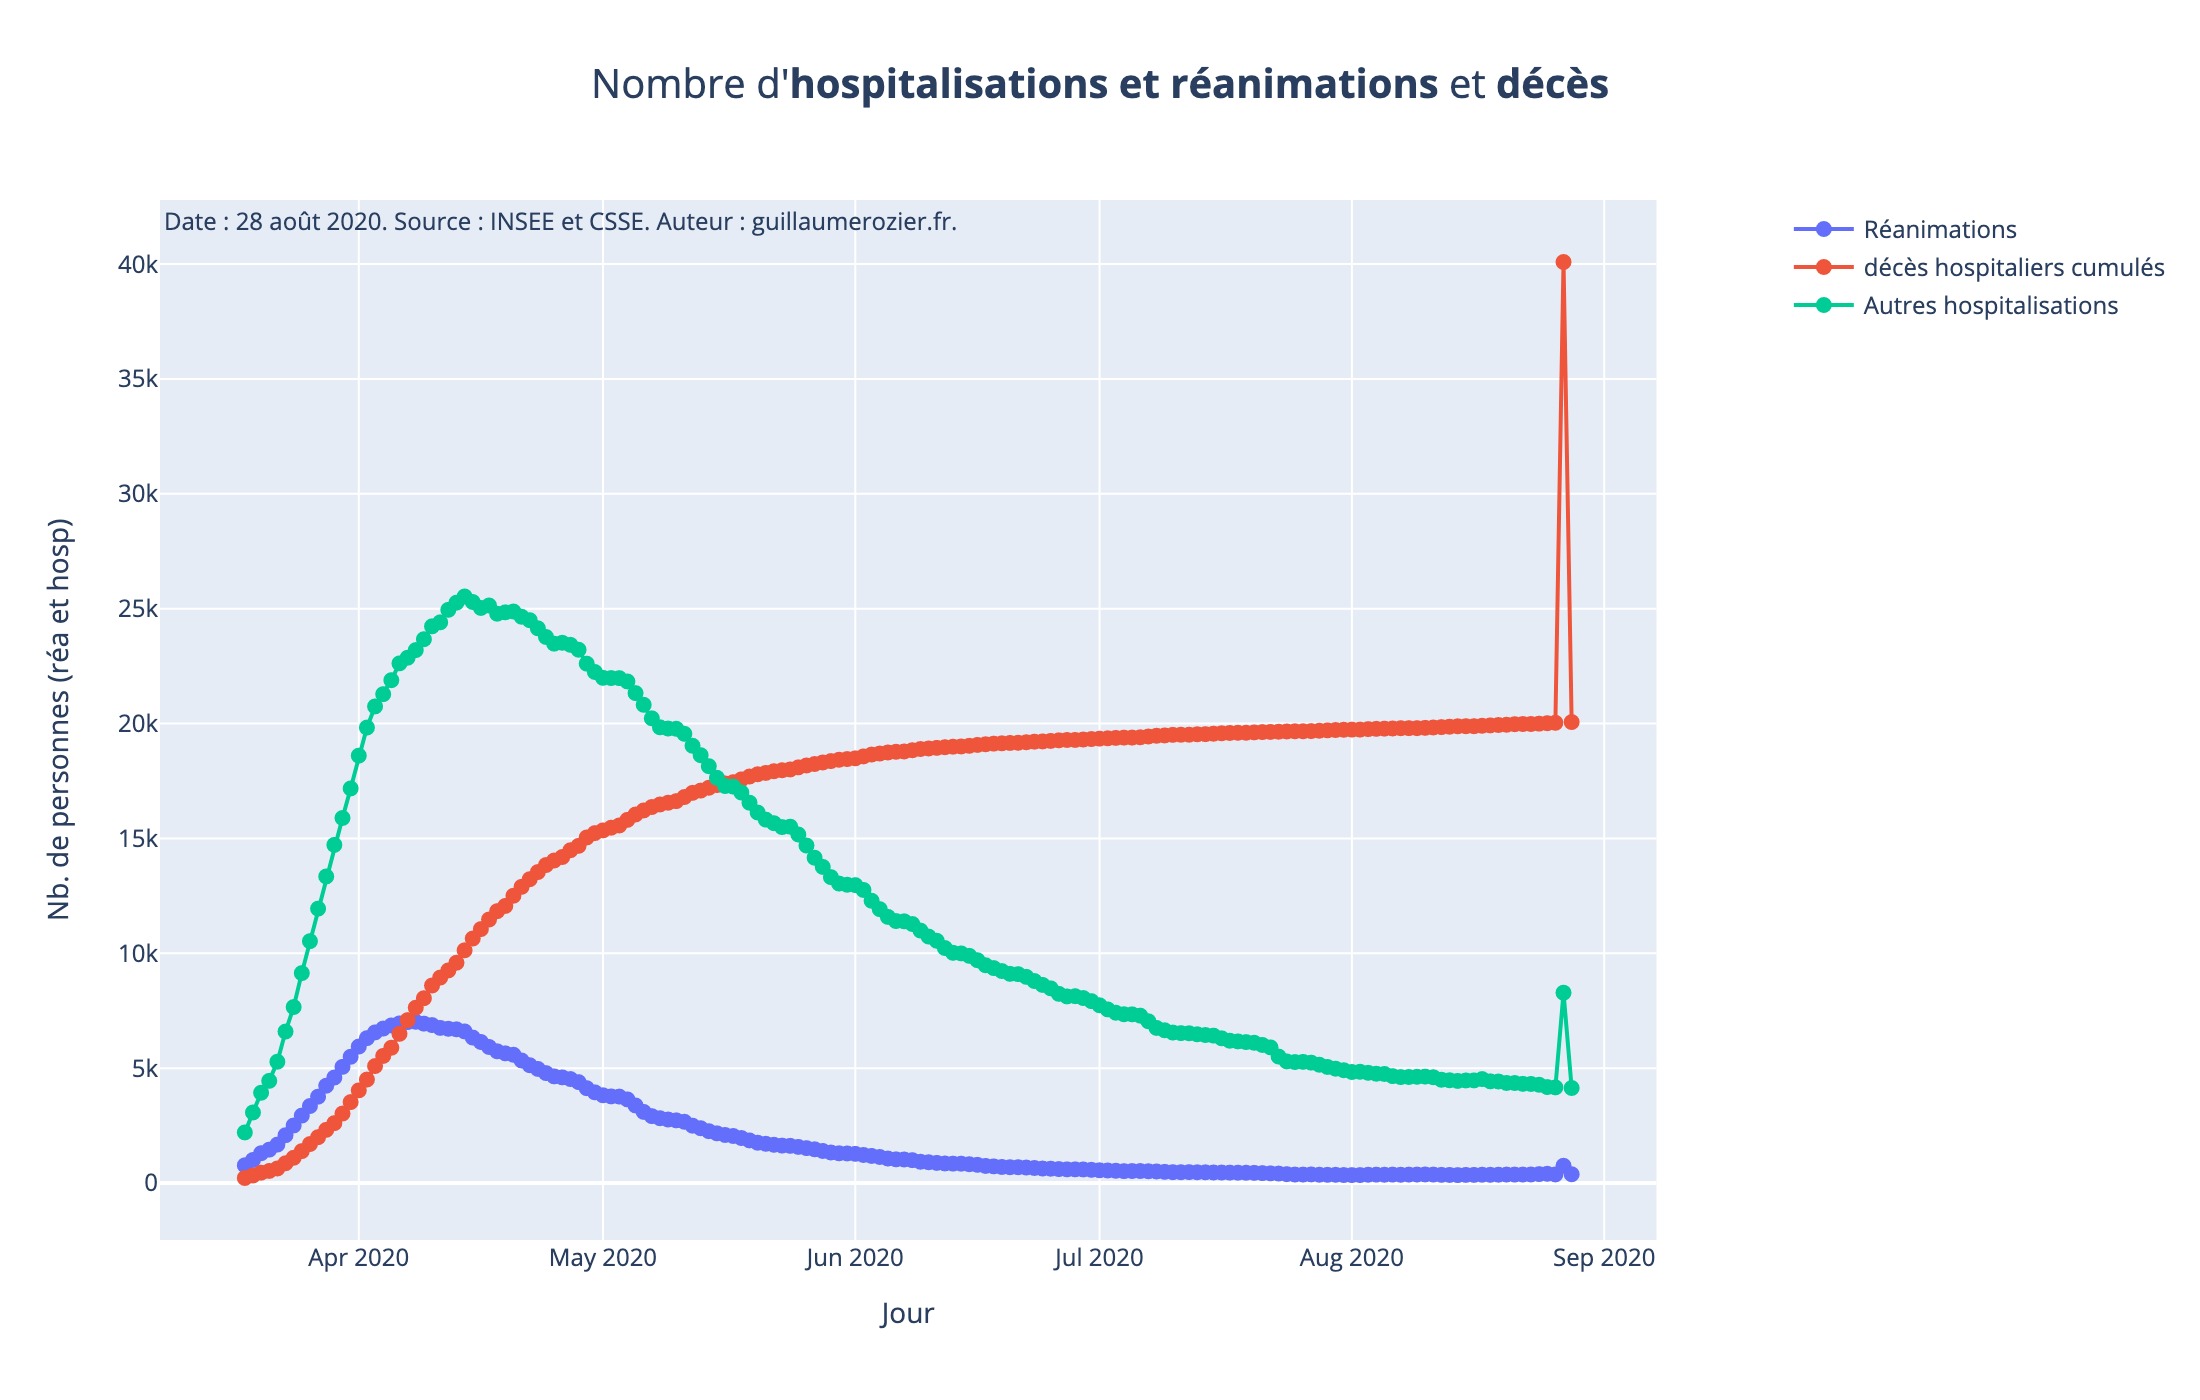 Nombre d'hospitalisations et réanimations et décès
Date : 28 août 2020. Source : INSEE et CSSE. Auteur : guillaumerozier.fr.
Réanimations
décès hospitaliers cumulés
Autres hospitalisations
Nb. de personnes (réa et hosp)
40k
35k
30k
25k
20k
15k
10k
5k
0
Apr 2020 May 2020 Jun 2020 Jul 2020 Aug 2020 Sep 2020
Jour